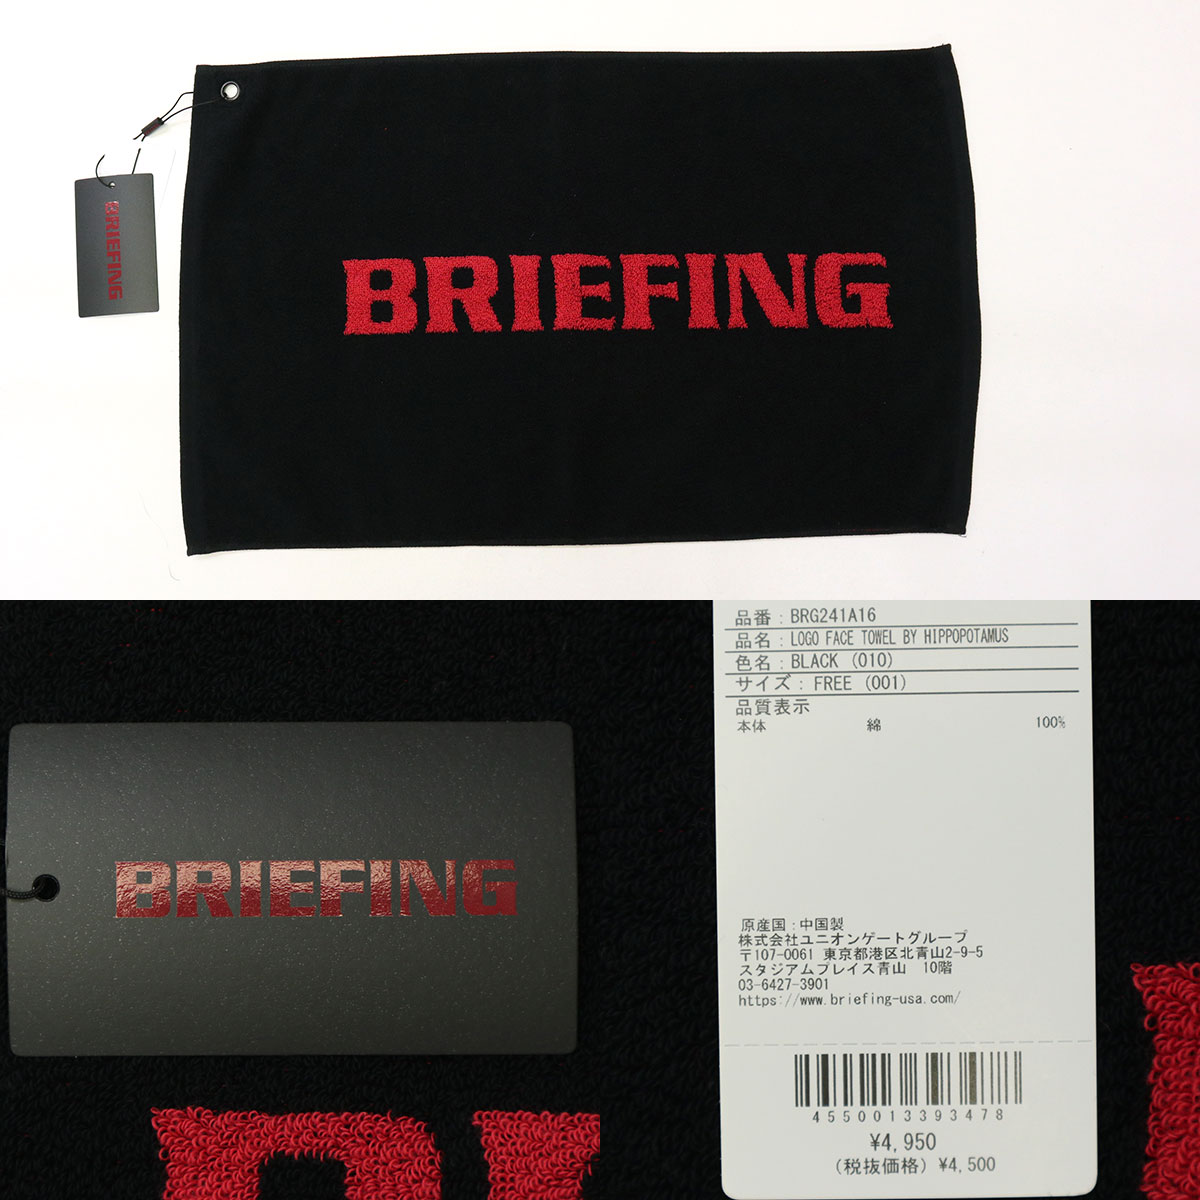 BRIEFING
BRIEFING
BRIEFING
品番：BRG241A16
品名：LOGO FACE TOWEL BY HIPPOPOTAMUS
色名：BLACK (010)
サイズ：FREE (001)
品質表示
本体 綿 100%
原産国：中国製
株式会社ユニオンゲートグループ
〒107-0061 東京都港区北青山2-9-5
スタジアムプレイス青山 10階
03-6427-3901
https://www.briefing-usa.com/
4550013393478
¥4,950
(税抜価格) ¥4,500